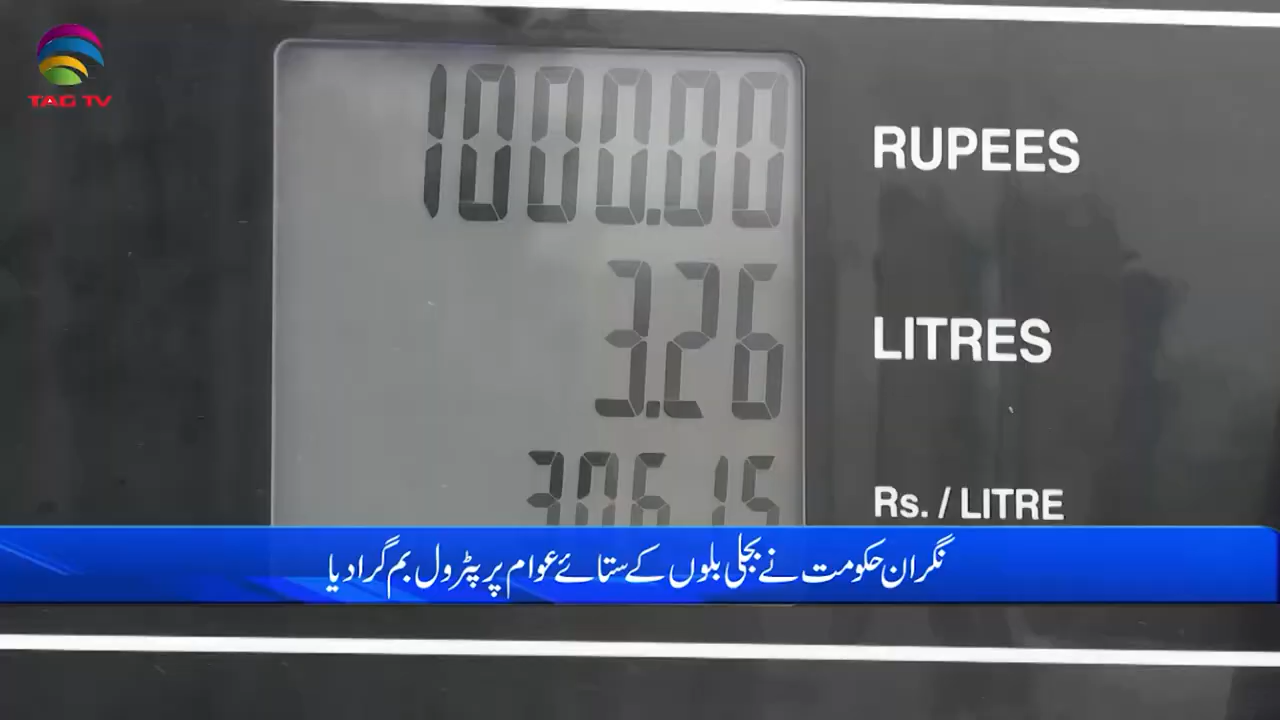 TAG TV
1000.00
RUPEES
3.26
LITRES
306.15
Rs. / LITRE
نگران حکومت نے بجلی بلوں کے ستائے عوام پر پٹرول بم گرا دیا